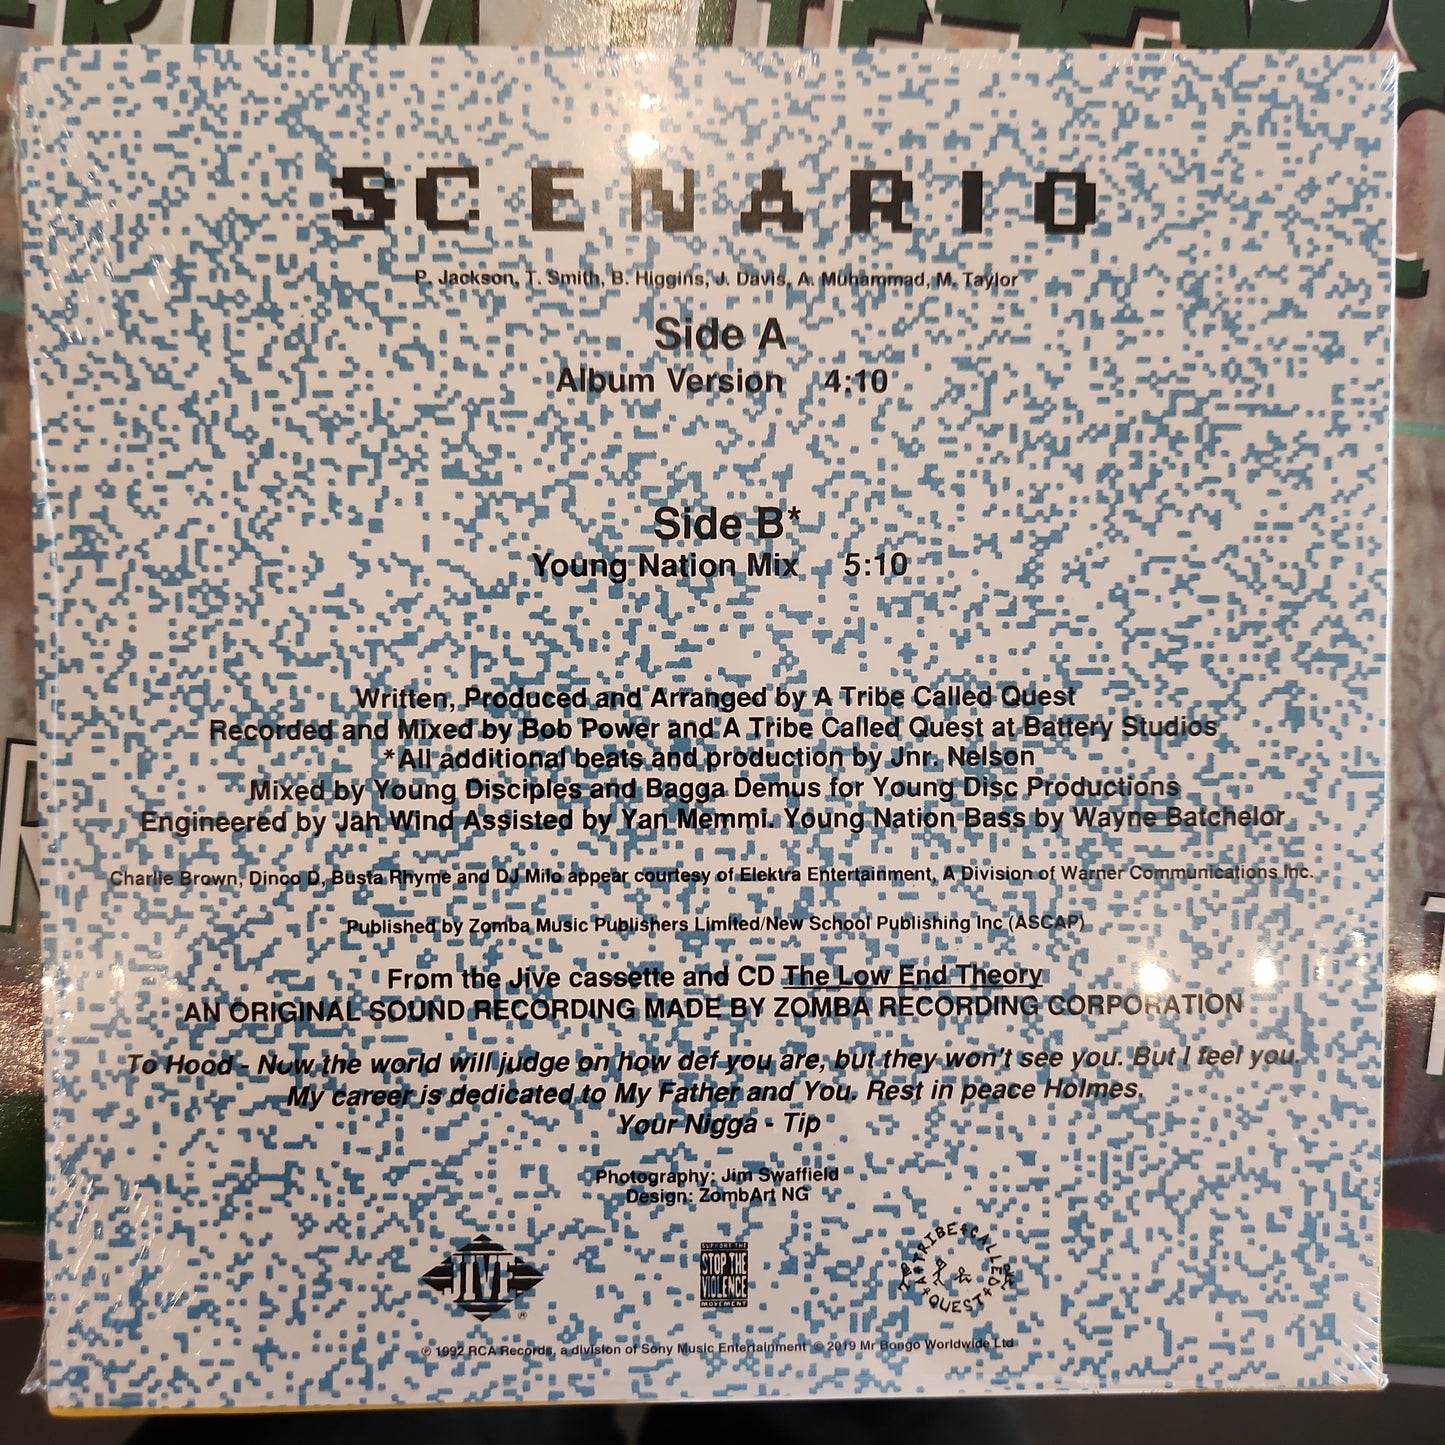 SCENARIO
P. Jackson, T. Smith, B. Higgins, J. Davis, A. Muhammad, M. Taylor
Side A
Album Version 4:10
Side B*
Young Nation Mix 5:10
Written, Produced and Arranged by A Tribe Called Quest
Recorded and Mixed by Bob Power and A Tribe Called Quest at Battery Studios
*All additional beats and production by Jnr. Nelson
Mixed by Young Disciples and Bagga Demus for Young Disc Productions
Engineered by Jah Wind Assisted by Yan Memmi. Young Nation Bass by Wayne Batchelor
Charlie Brown, Dinco D, Busta Rhyme and DJ Milo appear courtesy of Elektra Entertainment, A Division of Warner Communications Inc.
Published by Zomba Music Publishers Limited/New School Publishing Inc (ASCAP)
From the Jive cassette and CD The Low End Theory
AN ORIGINAL SOUND RECORDING MADE BY ZOMBA RECORDING CORPORATION
To Hood - Now the world will judge on how def you are, but they won't see you. But I feel you.
My career is dedicated to My Father and You. Rest in peace Holmes.
Your Nigga - Tip
Photography: Jim Swaffield
Design: ZombArt NG
JIVE ®
SUPPORT THE
STOP THE
VIOLENCE
MOVEMENT
A TRIBE CALLED QUEST
℗ 1992 RCA Records, a division of Sony Music Entertainment © 2019 Mr Bongo Worldwide Ltd